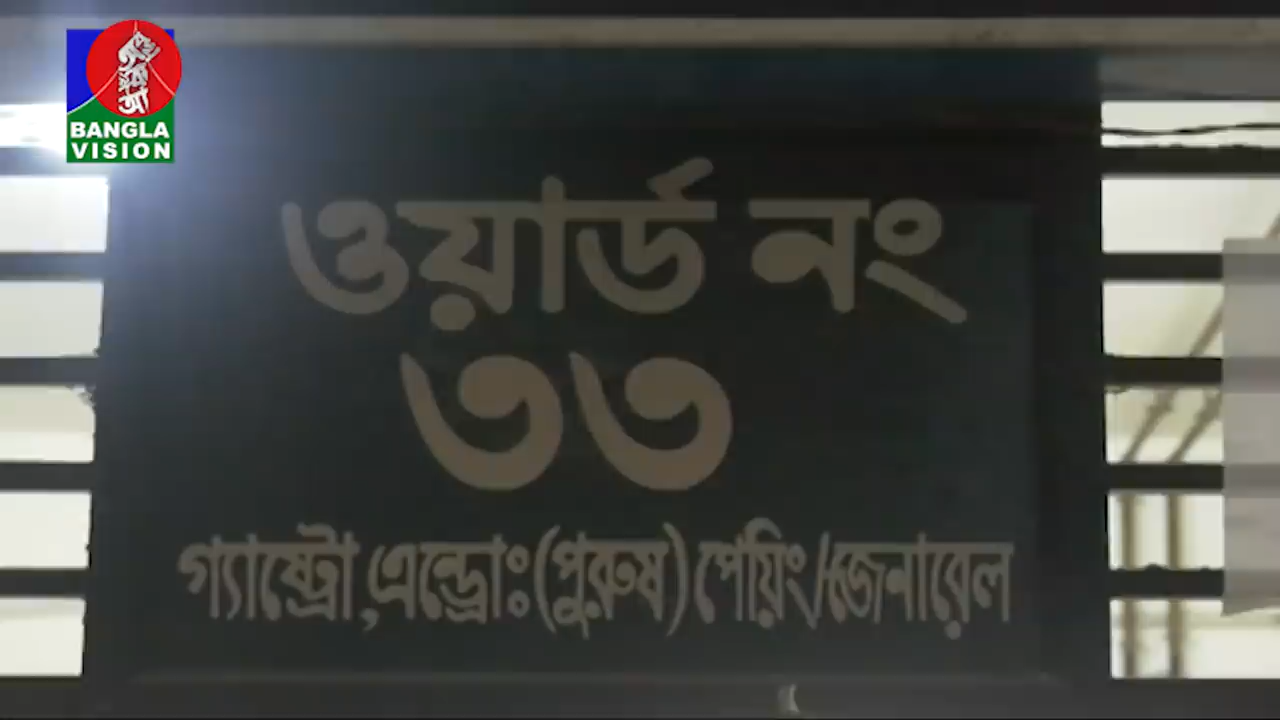 BANGLA
VISION
ওয়ার্ড নং
৩৩
গ্যাষ্ট্রো,এন্ড্রোঃ(পুরুষ) পেয়িং/জেনারেল